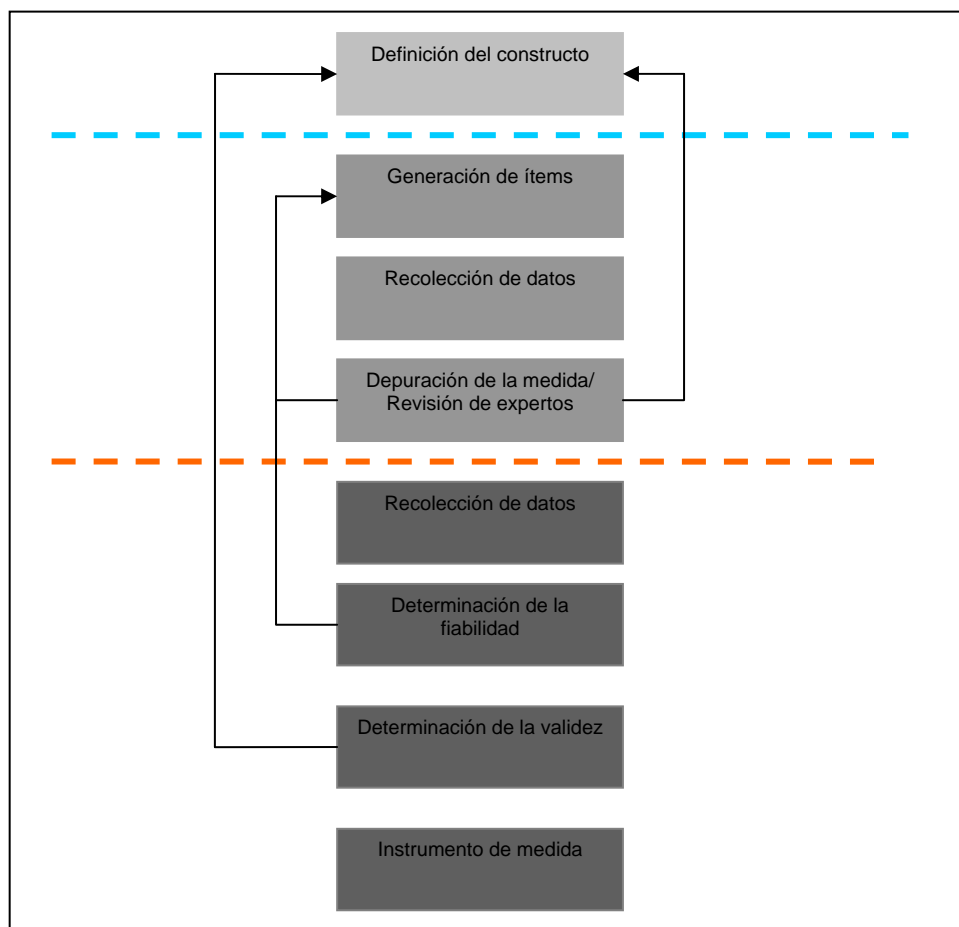 Definición del constructo
Generación de ítems
Recolección de datos
Depuración de la medida/
Revisión de expertos
Recolección de datos
Determinación de la
fiabilidad
Determinación de la validez
Instrumento de medida